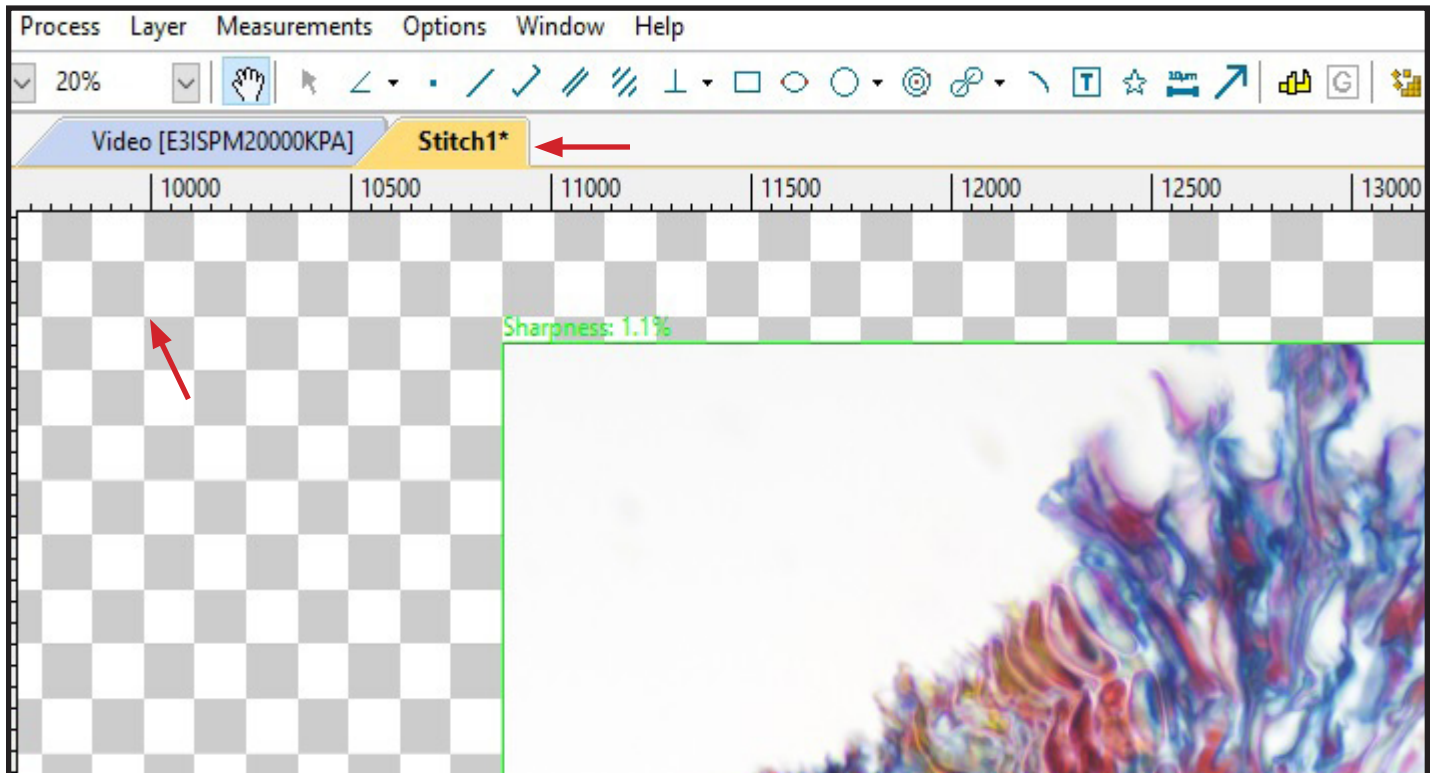 Process Layer Measurements Options Window Help
20% T 10µm G
Video [E3ISPM20000KPA] Stitch1*
10000 10500 11000 11500 12000 12500 13000
Sharpness: 1.1%